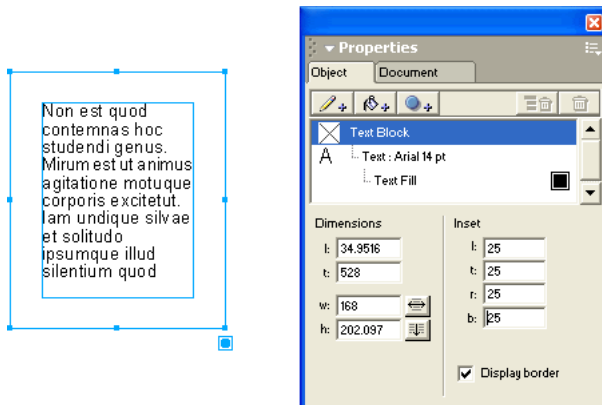 Non est quod
contemnas hoc
studendi genus.
Mirum est ut animus
agitatione motuque
corporis excitetut.
Iam undique silvae
et solitudo
ipsumque illud
silentium quod
Properties
Object
Document
Text Block
A
Text : Arial 14 pt
Text Fill
Dimensions
l: 34.9516
t: 528
w: 168
h: 202.097
Inset
l: 25
t: 25
r: 25
b: 25
Display border